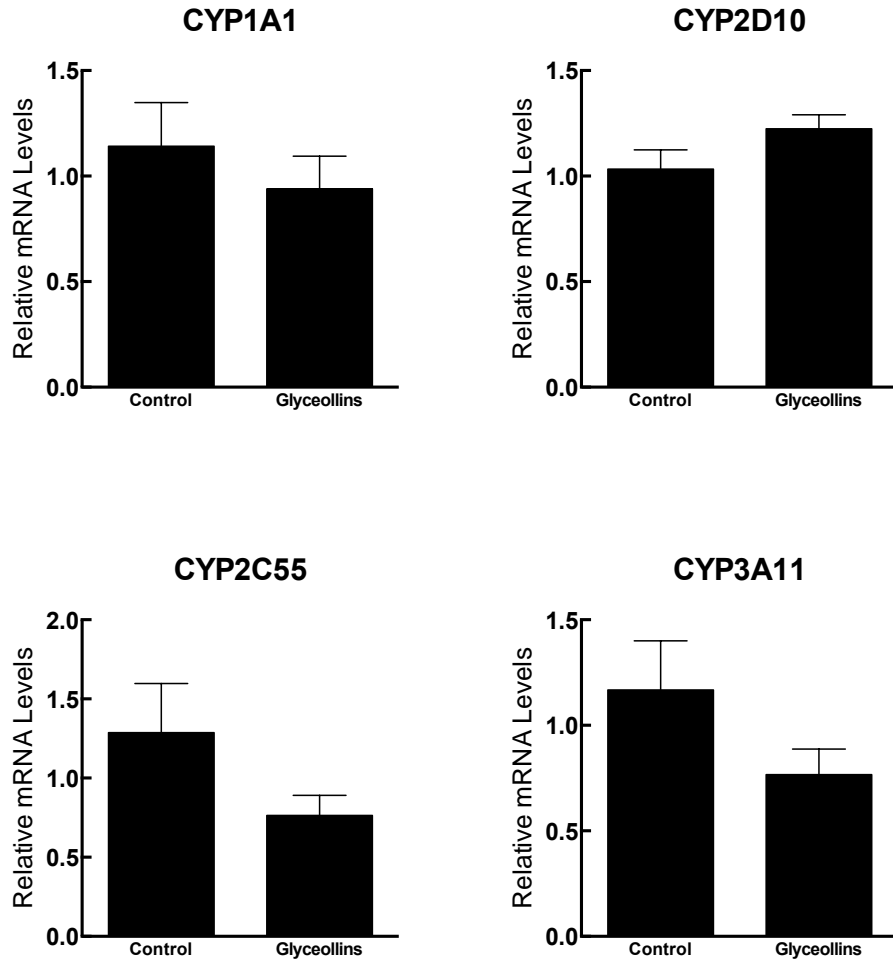 CYP1A1
Relative mRNA Levels
1.5
1.0
0.5
0.0
Control Glyceollins
CYP2D10
Relative mRNA Levels
1.5
1.0
0.5
0.0
Control Glyceollins
CYP2C55
Relative mRNA Levels
2.0
1.5
1.0
0.5
0.0
Control Glyceollins
CYP3A11
Relative mRNA Levels
1.5
1.0
0.5
0.0
Control Glyceollins